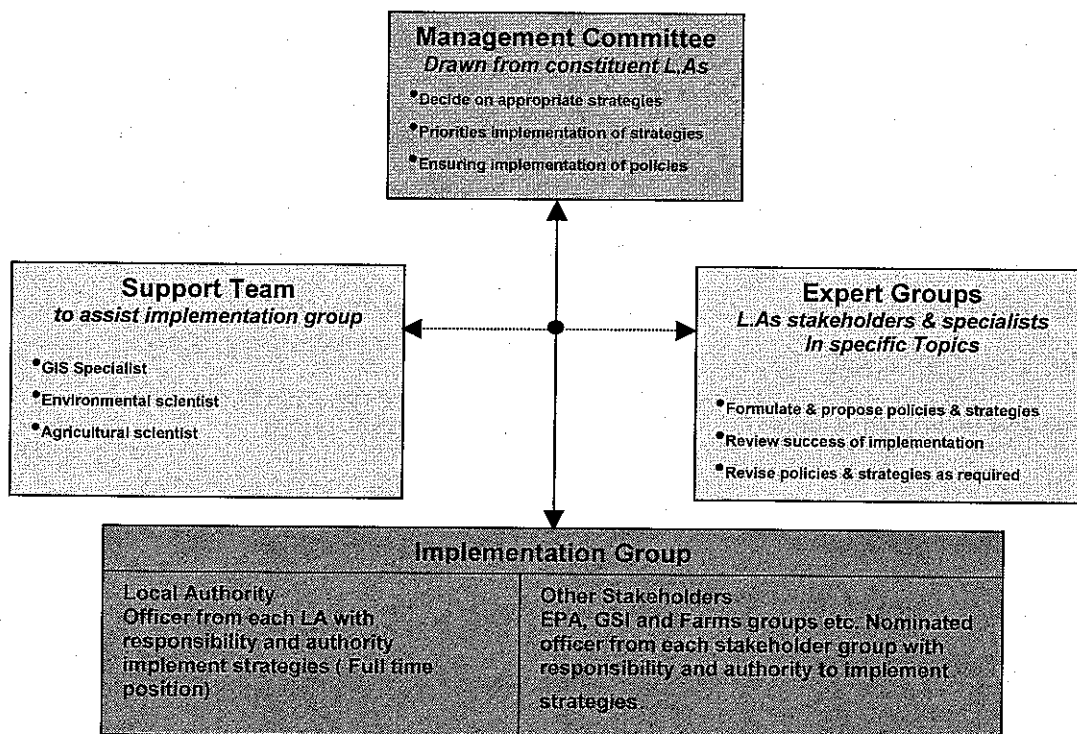 Management Committee
Drawn from constituent L.As
•Decide on appropriate strategies
•Priorities implementation of strategies
•Ensuring implementation of policies
Support Team
to assist implementation group
•GIS Specialist
•Environmental scientist
•Agricultural scientist
Expert Groups
L.As stakeholders & specialists
In specific Topics
•Formulate & propose policies & strategies
•Review success of implementation
•Revise policies & strategies as required
Implementation Group
Local Authority
Officer from each LA with
responsibility and authority
implement strategies ( Full time
position)
Other Stakeholders
EPA, GSI and Farms groups etc. Nominated
officer from each stakeholder group with
responsibility and authority to implement
strategies.